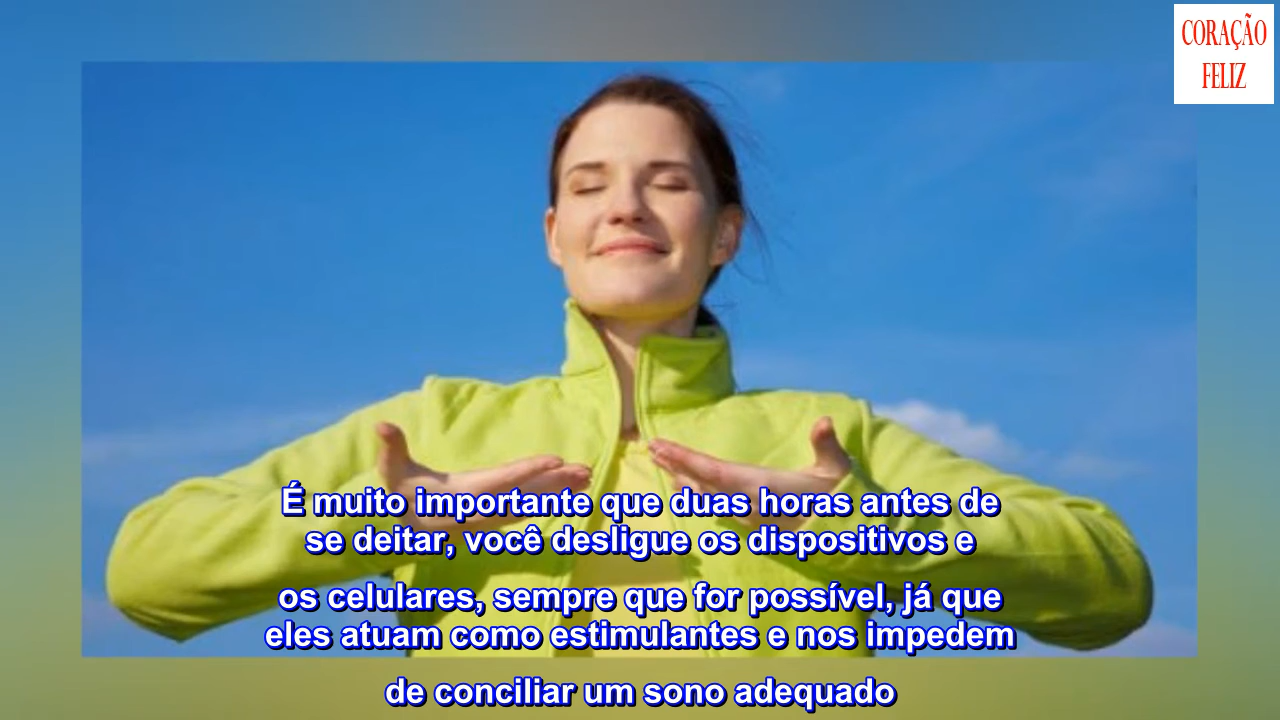 CORAÇÃO
FELIZ
É muito importante que duas horas antes de
se deitar, você desligue os dispositivos e
os celulares, sempre que for possível, já que
eles atuam como estimulantes e nos impedem
de conciliar um sono adequado